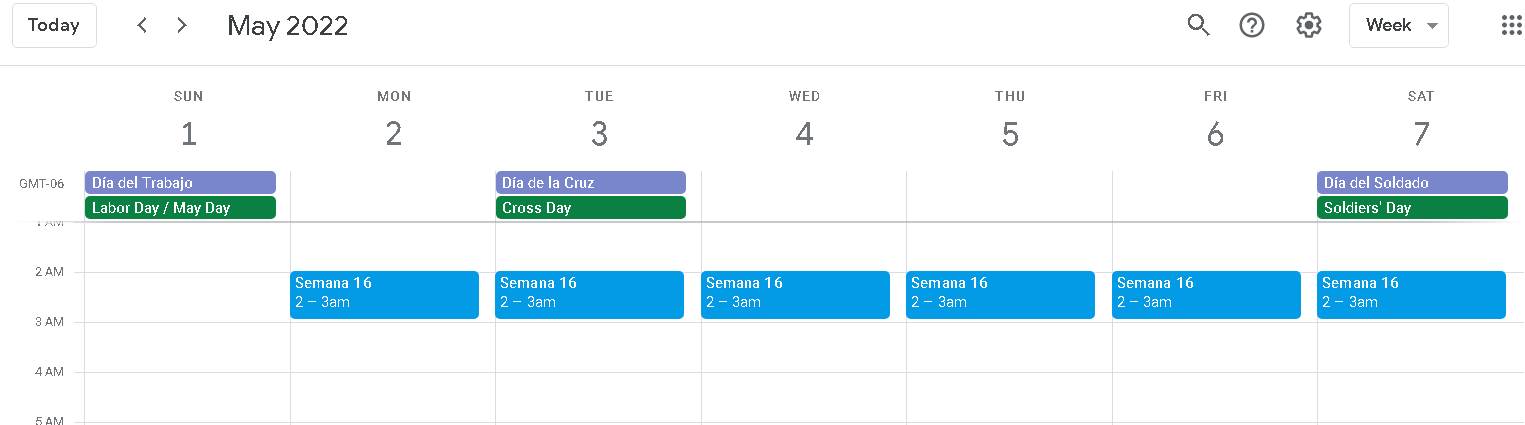 Today May 2022 Week
SUN MON TUE WED THU FRI SAT
1 2 3 4 5 6 7
GMT-06 Día del Trabajo Día de la Cruz Día del Soldado
Labor Day / May Day Cross Day Soldiers' Day
1 AM
2 AM
Semana 16 Semana 16 Semana 16 Semana 16 Semana 16 Semana 16
2 – 3am 2 – 3am 2 – 3am 2 – 3am 2 – 3am 2 – 3am
3 AM
4 AM
5 AM